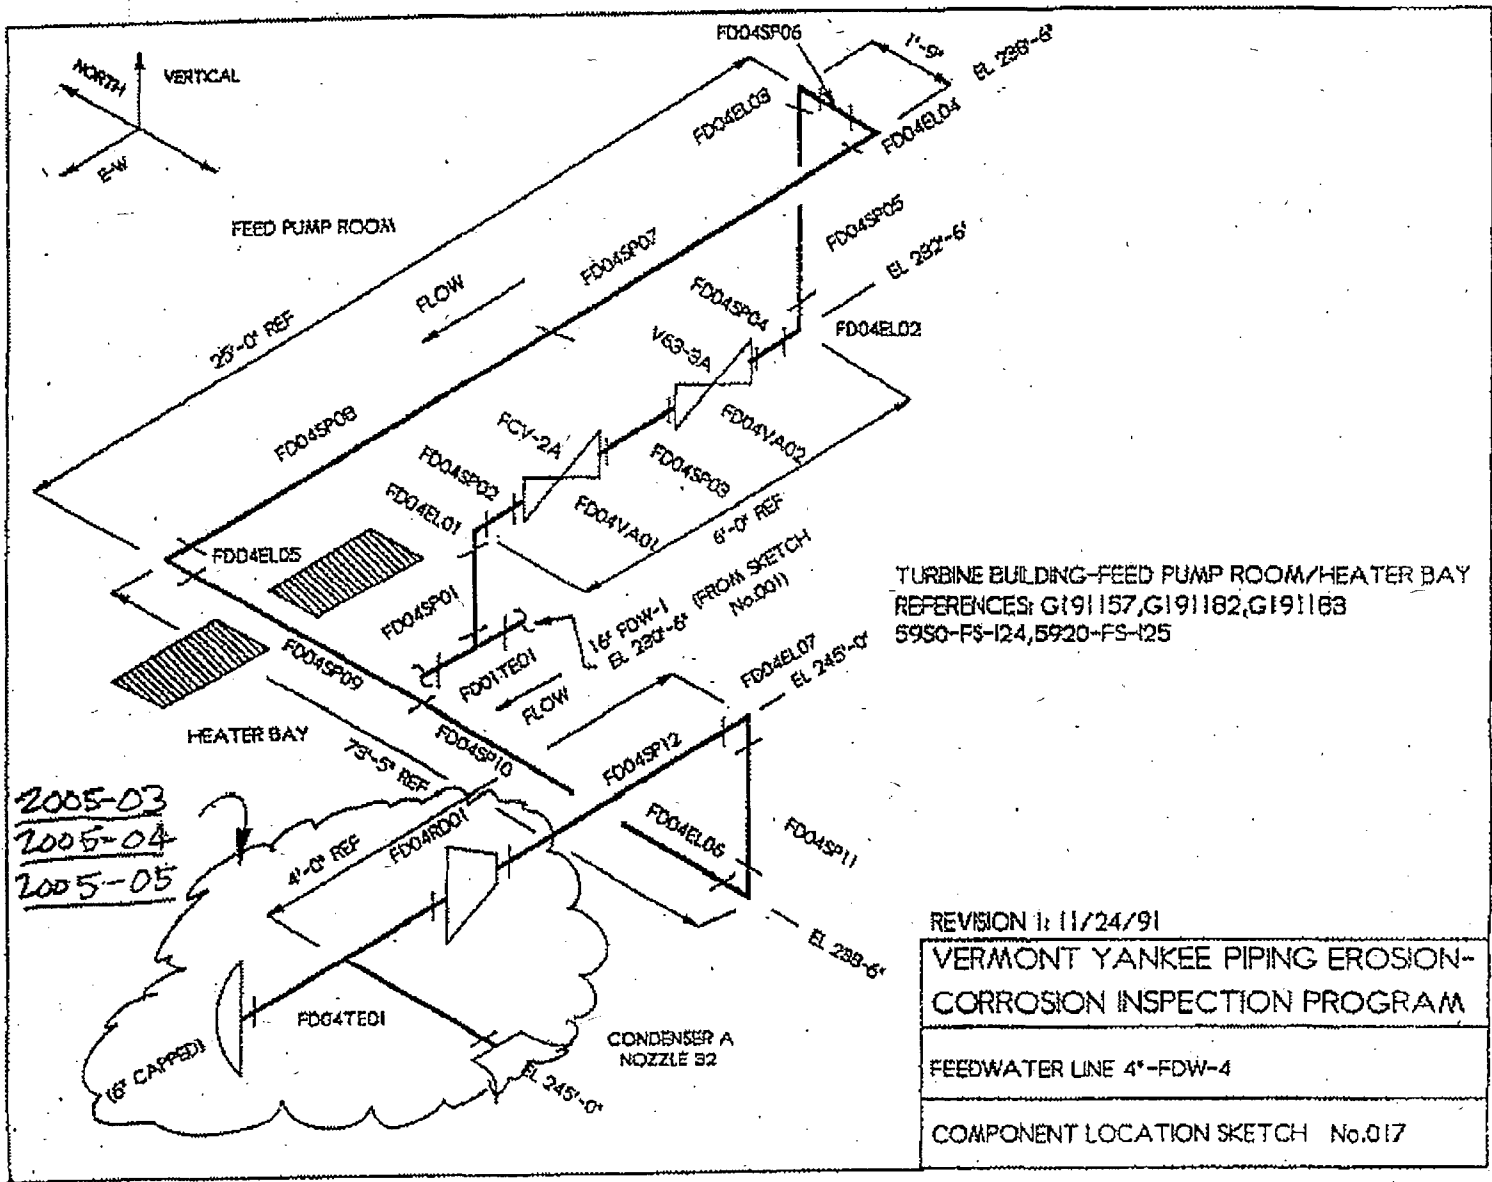 FD04SP06
1'-9"
EL 238'-6"
NORTH
VERTICAL
E-W
FD04EL03
FD04EL04
FEED PUMP ROOM
FD04SP07
FD04SP05
EL 232'-6"
FLOW
FD04SP04
FD04EL02
25'-0" REF
V63-3A
FD04SP08
FCV-2A
FD04VA02
FD04SP02
FD04SP03
FD04EL01
FD04VA01
6'-0" REF
FD04EL05
(FROM SKETCH
No.001)
TURBINE BUILDING-FEED PUMP ROOM/HEATER BAY
REFERENCES: G191157,G191182,G191183
5950-FS-124,5920-FS-125
FD04SP01
16" FDW-1
EL 230'-6"
FD04SP09
FD01TE01
FD04EL07
EL 245'-0"
FLOW
HEATER BAY
FD04SP10
FD04SP12
73'-5" REF
2005-03
2005-04
2005-05
4'-0" REF
FD04RD01
FD04EL06
FD04SP11
EL 238'-6"
REVISION 1: 11/24/91
VERMONT YANKEE PIPING EROSION-
CORROSION INSPECTION PROGRAM
FD04TE01
CONDENSER A
NOZZLE 32
(6" CAPPED)
EL 245'-0"
FEEDWATER LINE 4"-FDW-4
COMPONENT LOCATION SKETCH No.017